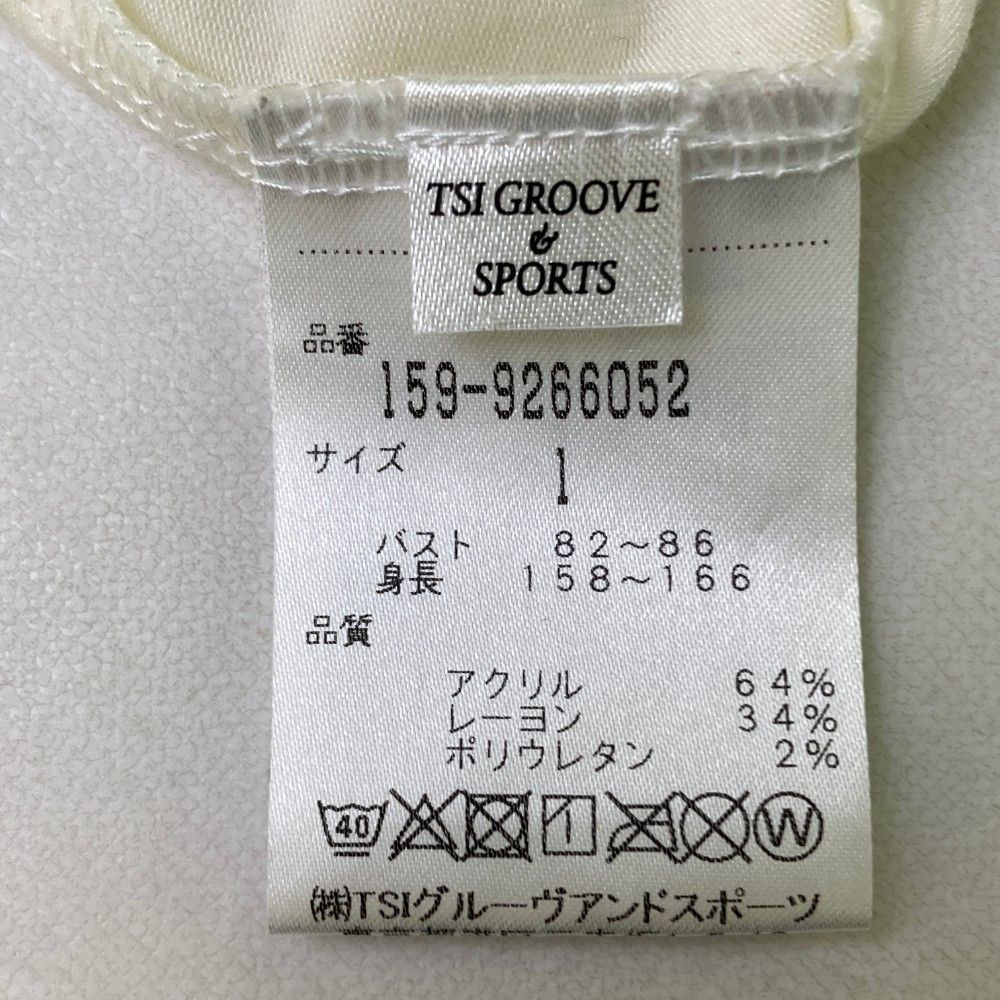 TSI GROOVE
&
SPORTS
品番
159-9266052
サイズ 1
バスト 82~86
身長 158~166
品質
アクリル 64%
レーヨン 34%
ポリウレタン 2%
40 1 W
㈱TSIグルーヴアンドスポーツ